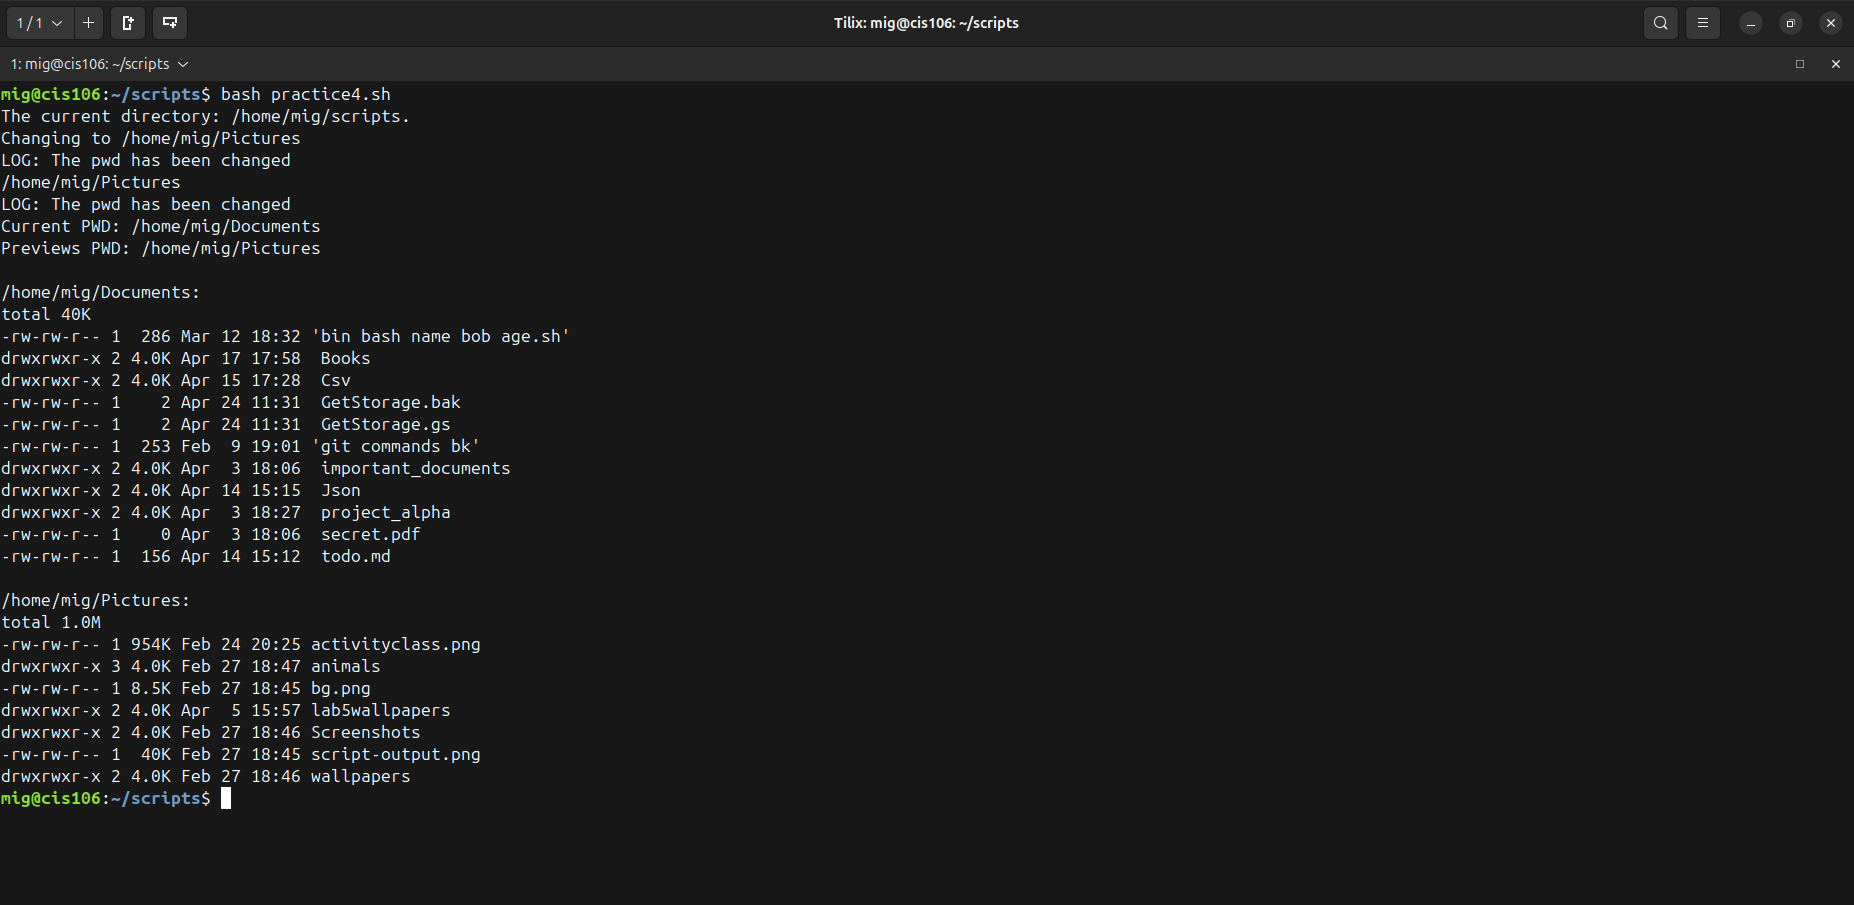 1 / 1
Tilix: mig@cis106: ~/scripts
1: mig@cis106: ~/scripts
mig@cis106:~/scripts$ bash practice4.sh
The current directory: /home/mig/scripts.
Changing to /home/mig/Pictures
LOG: The pwd has been changed
/home/mig/Pictures
LOG: The pwd has been changed
Current PWD: /home/mig/Documents
Previews PWD: /home/mig/Pictures

/home/mig/Documents:
total 40K
-rw-rw-r-- 1  286 Mar 12 18:32 'bin bash name bob age.sh'
drwxrwxr-x 2 4.0K Apr 17 17:58  Books
drwxrwxr-x 2 4.0K Apr 15 17:28  Csv
-rw-rw-r-- 1    2 Apr 24 11:31  GetStorage.bak
-rw-rw-r-- 1    2 Apr 24 11:31  GetStorage.gs
-rw-rw-r-- 1  253 Feb  9 19:01 'git commands bk'
drwxrwxr-x 2 4.0K Apr  3 18:06  important_documents
drwxrwxr-x 2 4.0K Apr 14 15:15  Json
drwxrwxr-x 2 4.0K Apr  3 18:27  project_alpha
-rw-rw-r-- 1    0 Apr  3 18:06  secret.pdf
-rw-rw-r-- 1  156 Apr 14 15:12  todo.md

/home/mig/Pictures:
total 1.0M
-rw-rw-r-- 1 954K Feb 24 20:25 activityclass.png
drwxrwxr-x 3 4.0K Feb 27 18:47 animals
-rw-rw-r-- 1 8.5K Feb 27 18:45 bg.png
drwxrwxr-x 2 4.0K Apr  5 15:57 lab5wallpapers
drwxrwxr-x 2 4.0K Feb 27 18:46 Screenshots
-rw-rw-r-- 1  40K Feb 27 18:45 script-output.png
drwxrwxr-x 2 4.0K Feb 27 18:46 wallpapers
mig@cis106:~/scripts$